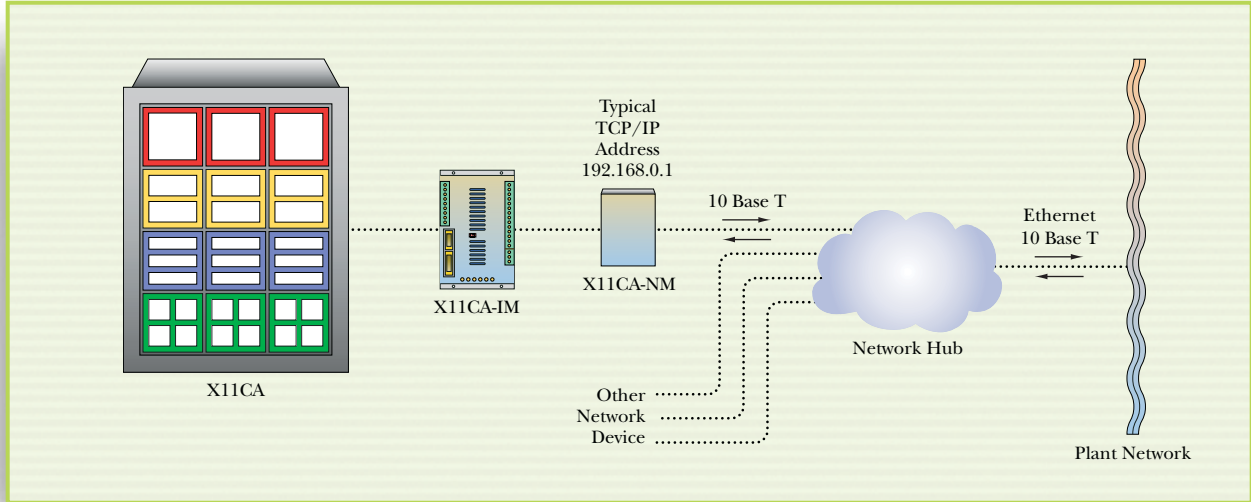 Typical
TCP/IP
Address
192.168.0.1
10 Base T
Ethernet
10 Base T
X11CA-IM
X11CA-NM
Network Hub
X11CA
Other
Network
Device
Plant Network